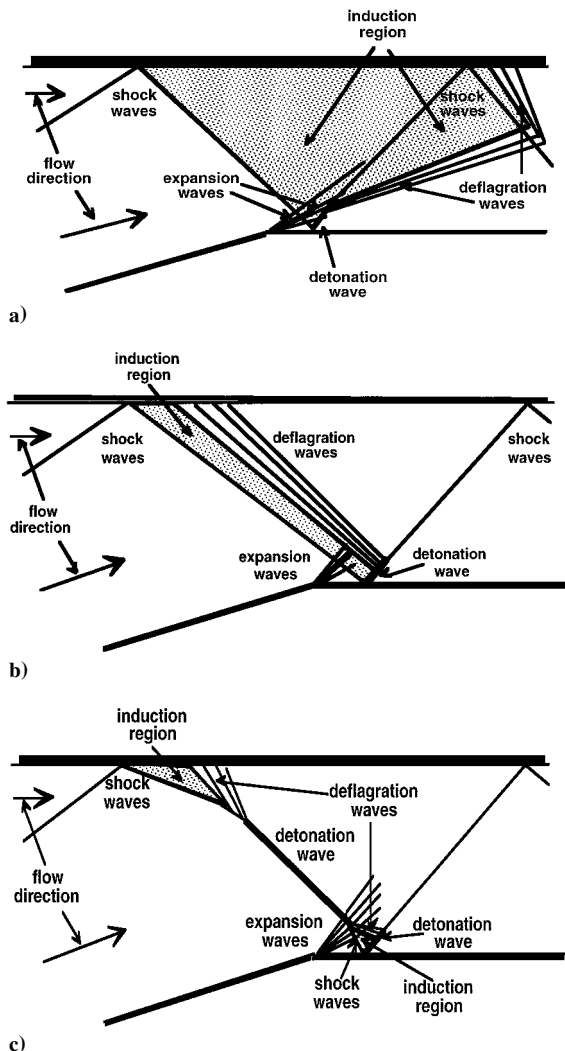 induction
region
shock
waves
shock
waves
flow
direction
expansion
waves
deflagration
waves
detonation
wave
a)
induction
region
shock
waves
deflagration
waves
shock
waves
flow
direction
expansion
waves
detonation
wave
b)
induction
region
shock
waves
deflagration
waves
detonation
wave
flow
direction
expansion
waves
detonation
wave
shock
waves
induction
region
c)